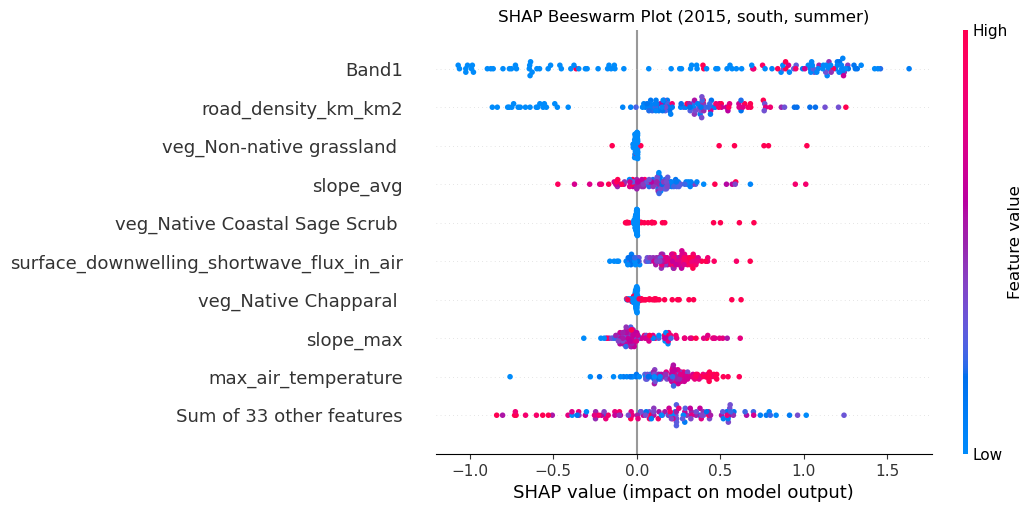 SHAP Beeswarm Plot (2015, south, summer)
High
Band1
road_density_km_km2
veg_Non-native grassland
slope_avg
veg_Native Coastal Sage Scrub
surface_downwelling_shortwave_flux_in_air
veg_Native Chapparal
slope_max
max_air_temperature
Sum of 33 other features
Feature value
Low
−1.0 −0.5 0.0 0.5 1.0 1.5
SHAP value (impact on model output)